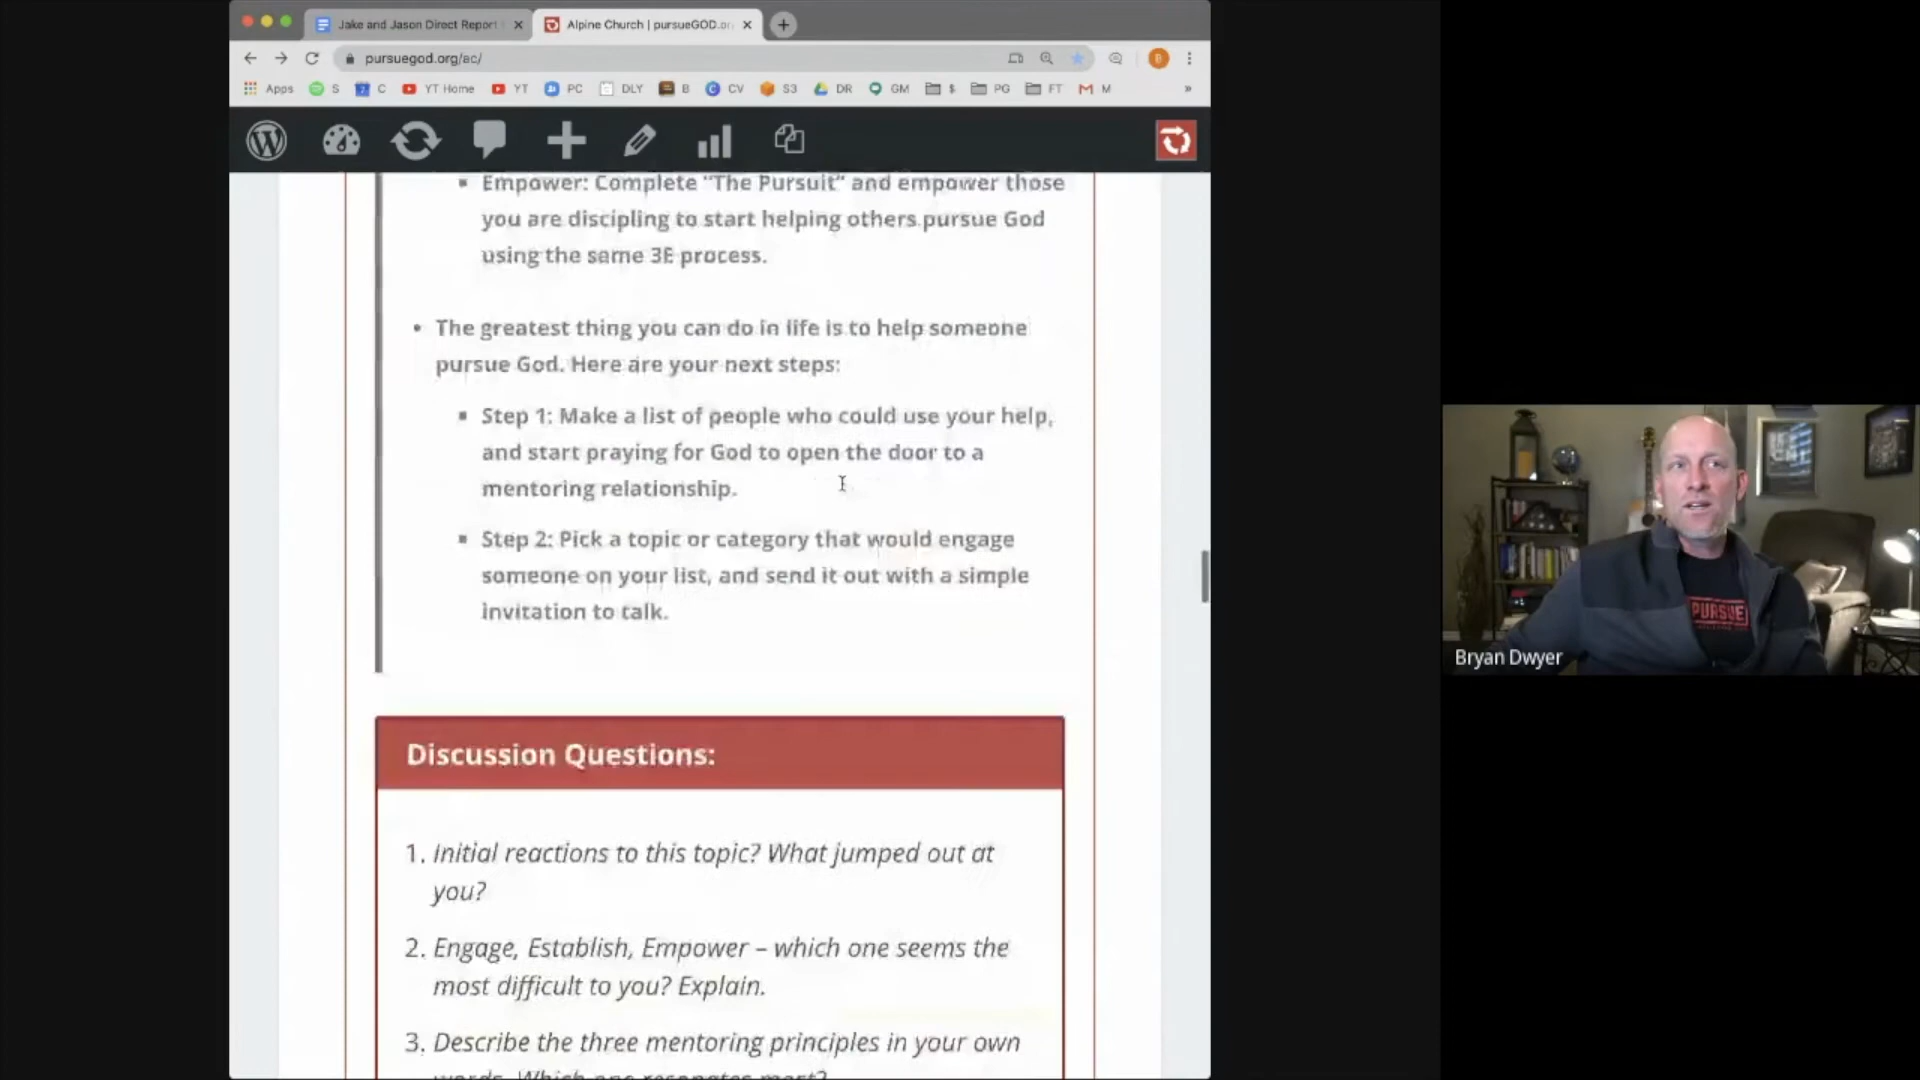 Jake and Jason Direct Report
Alpine Church | pursueGOD.or
pursuegod.org/ac/
B
Apps S C YT Home YT PC DLY B CV S3 DR GM $ PG FT M »
Empower: Complete "The Pursuit" and empower those
you are discipling to start helping others pursue God
using the same 3E process.
• The greatest thing you can do in life is to help someone
pursue God. Here are your next steps:
▪ Step 1: Make a list of people who could use your help,
and start praying for God to open the door to a
mentoring relationship.
▪ Step 2: Pick a topic or category that would engage
someone on your list, and send it out with a simple
invitation to talk.
Discussion Questions:
1. Initial reactions to this topic? What jumped out at
you?
2. Engage, Establish, Empower – which one seems the
most difficult to you? Explain.
3. Describe the three mentoring principles in your own
words. Which one resonates most?
PURSUE
Bryan Dwyer